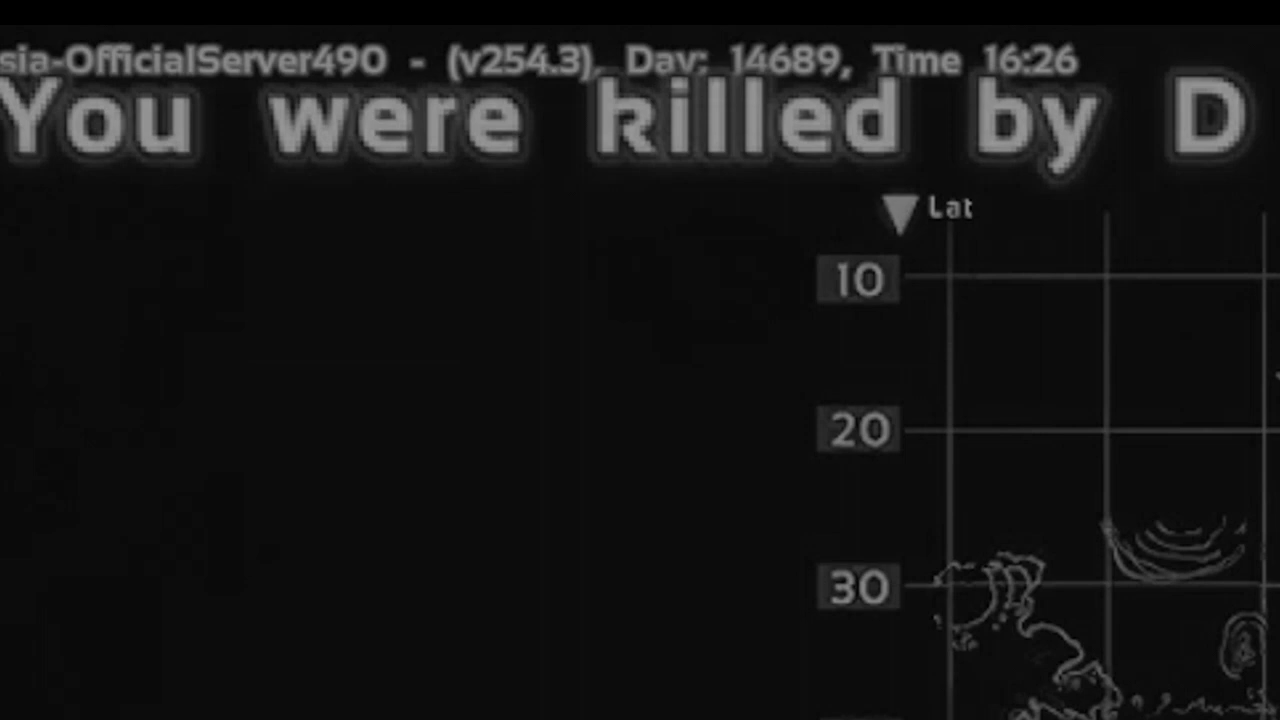 sia-OfficialServer490 - (v254.3), Day: 14689, Time 16:26
You were killed by D
Lat
10
20
30